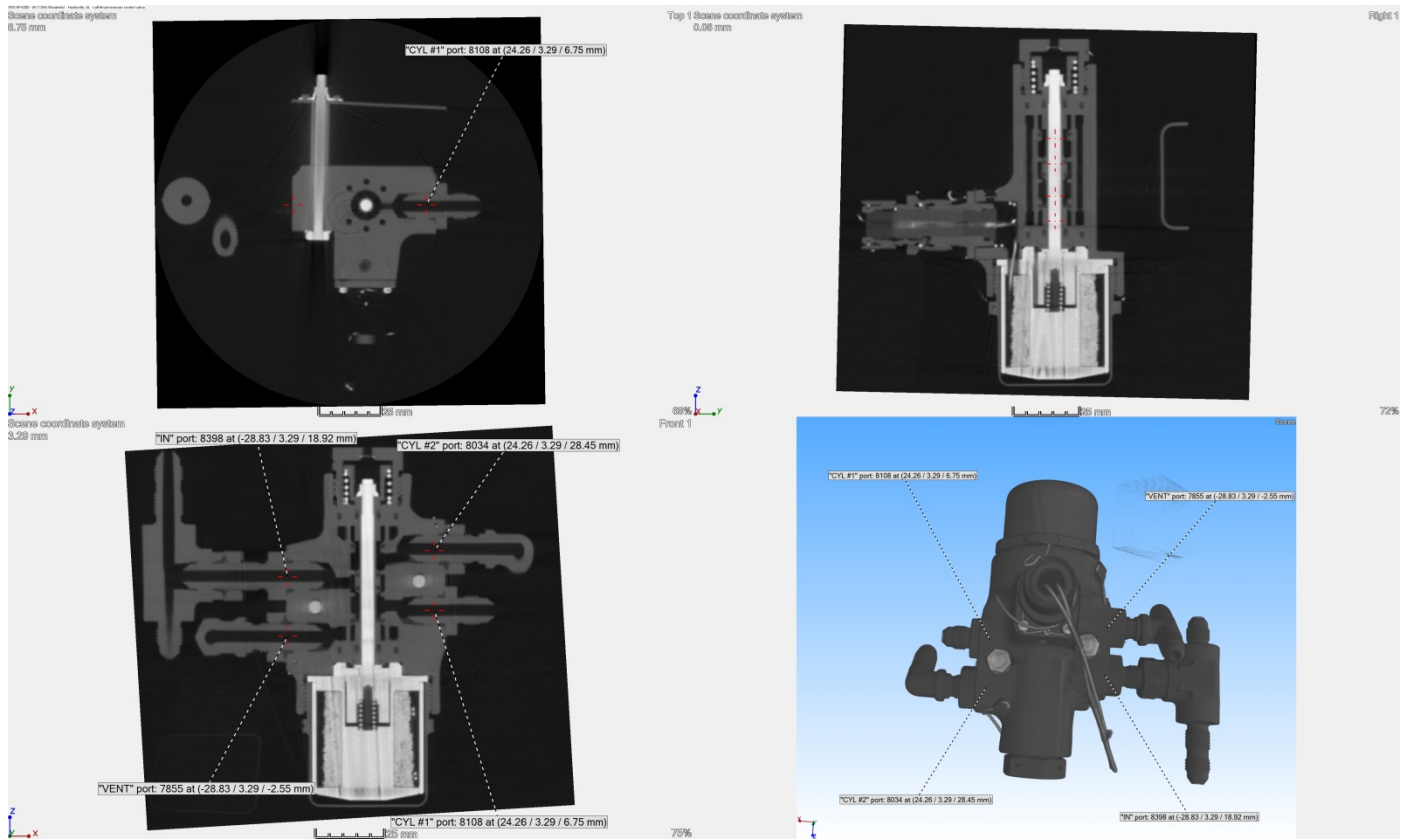 Scene coordinate system
6.75 mm
Top 1
"CYL #1" port: 8108 at (24.26 / 3.29 / 6.75 mm)
y
z x
25 mm
69%
Scene coordinate system
0.06 mm
Right 1
z
x y
25 mm
72%
Scene coordinate system
3.29 mm
Front 1
"IN" port: 8398 at (-28.83 / 3.29 / 18.92 mm)
"CYL #2" port: 8034 at (24.26 / 3.29 / 28.45 mm)
"VENT" port: 7855 at (-28.83 / 3.29 / -2.55 mm)
"CYL #1" port: 8108 at (24.26 / 3.29 / 6.75 mm)
z
y x
25 mm
75%
Scene
"CYL #1" port: 8108 at (24.26 / 3.29 / 6.75 mm)
"VENT" port: 7855 at (-28.83 / 3.29 / -2.55 mm)
"CYL #2" port: 8034 at (24.26 / 3.29 / 28.45 mm)
"IN" port: 8398 at (-28.83 / 3.29 / 18.92 mm)